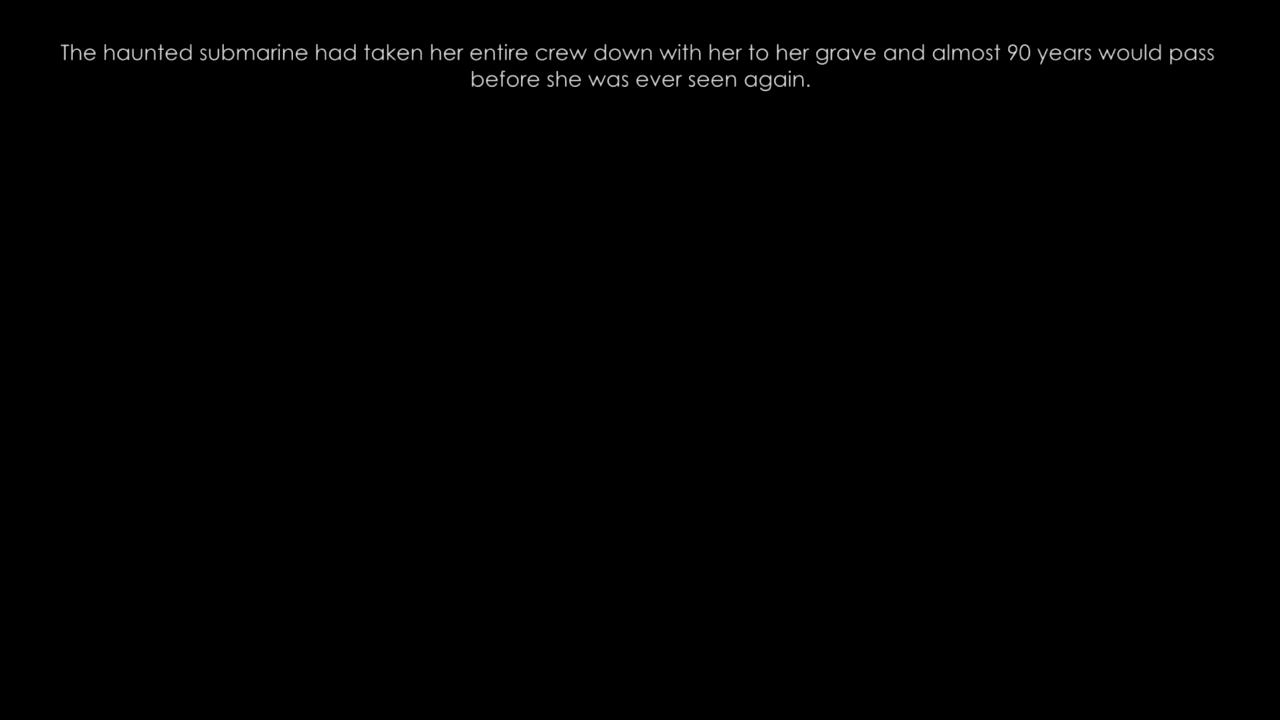 The haunted submarine had taken her entire crew down with her to her grave and almost 90 years would pass
before she was ever seen again.